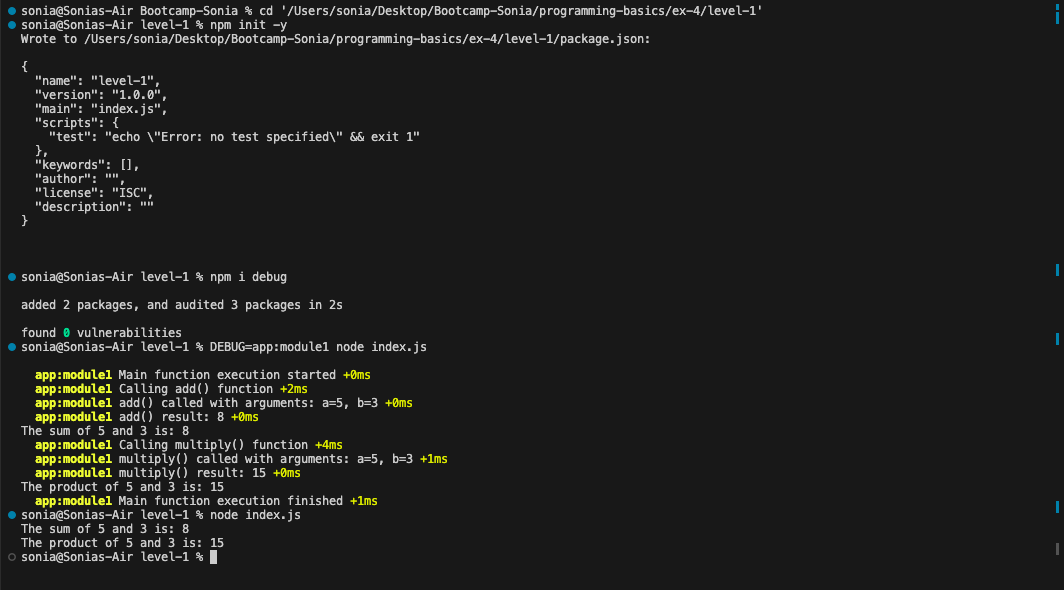 sonia@Sonias-Air Bootcamp-Sonia % cd '/Users/sonia/Desktop/Bootcamp-Sonia/programming-basics/ex-4/level-1'
sonia@Sonias-Air level-1 % npm init -y
Wrote to /Users/sonia/Desktop/Bootcamp-Sonia/programming-basics/ex-4/level-1/package.json:
{
  "name": "level-1",
  "version": "1.0.0",
  "main": "index.js",
  "scripts": {
    "test": "echo \"Error: no test specified\" && exit 1"
  },
  "keywords": [],
  "author": "",
  "license": "ISC",
  "description": ""
}
sonia@Sonias-Air level-1 % npm i debug
added 2 packages, and audited 3 packages in 2s
found 0 vulnerabilities
sonia@Sonias-Air level-1 % DEBUG=app:module1 node index.js
  app:module1 Main function execution started +0ms
  app:module1 Calling add() function +2ms
  app:module1 add() called with arguments: a=5, b=3 +0ms
  app:module1 add() result: 8 +0ms
The sum of 5 and 3 is: 8
  app:module1 Calling multiply() function +4ms
  app:module1 multiply() called with arguments: a=5, b=3 +1ms
  app:module1 multiply() result: 15 +0ms
The product of 5 and 3 is: 15
  app:module1 Main function execution finished +1ms
sonia@Sonias-Air level-1 % node index.js
The sum of 5 and 3 is: 8
The product of 5 and 3 is: 15
sonia@Sonias-Air level-1 %